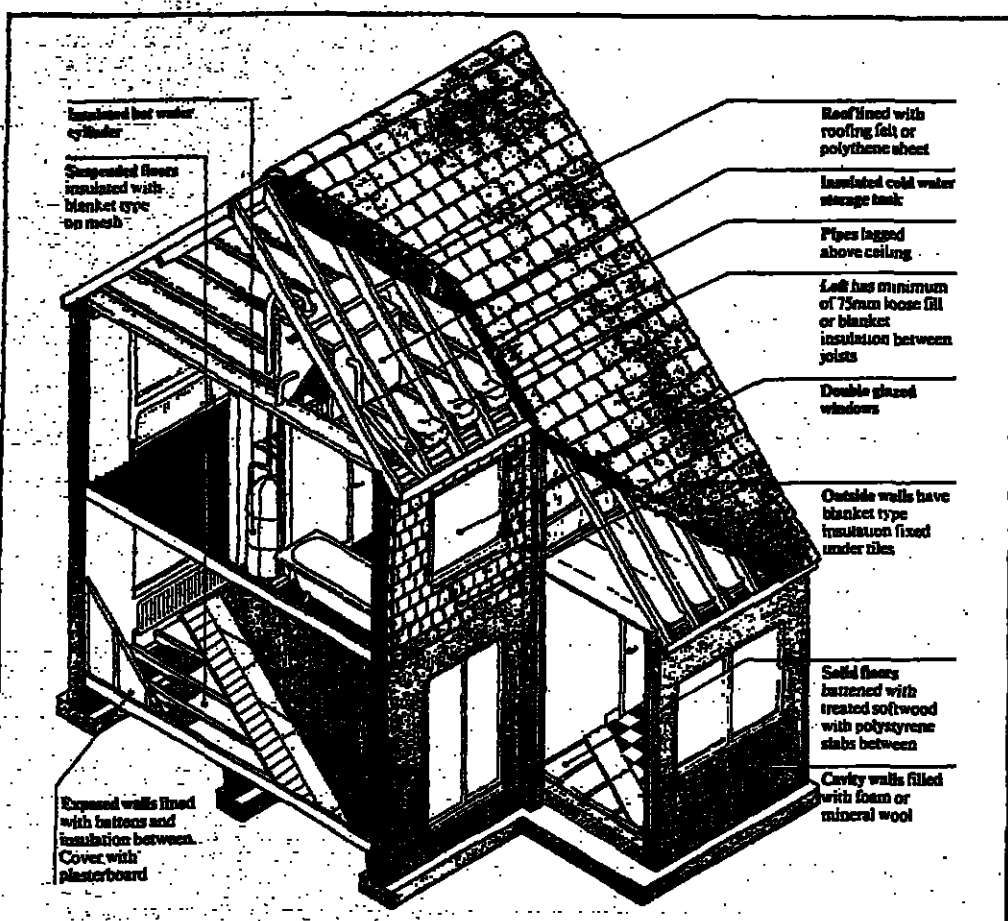 Insulated hot water
cylinder
Suspended floors
insulated with
blanket type
on mesh
Exposed walls lined
with battens and
insulation between.
Cover with
plasterboard
Roof lined with
roofing felt or
polythene sheet
Insulated cold water
storage tank
Pipes lagged
above ceiling
Loft has minimum
of 75mm loose fill
or blanket
insulation between
joists
Double glazed
windows
Outside walls have
blanket type
insulation fixed
under tiles
Solid floors
battened with
treated softwood
with polystyrene
slabs between
Cavity walls filled
with foam or
mineral wool